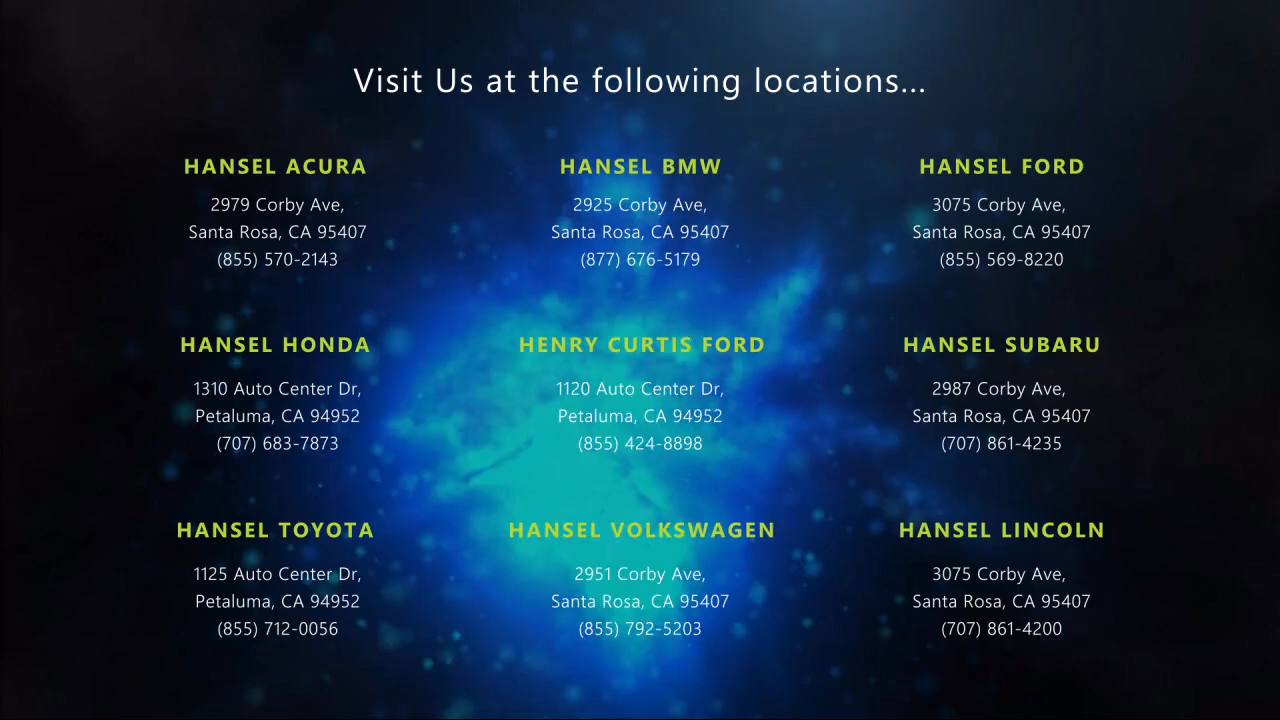 Visit Us at the following locations...
HANSEL ACURA
2979 Corby Ave,
Santa Rosa, CA 95407
(855) 570-2143
HANSEL BMW
2925 Corby Ave,
Santa Rosa, CA 95407
(877) 676-5179
HANSEL FORD
3075 Corby Ave,
Santa Rosa, CA 95407
(855) 569-8220
HANSEL HONDA
1310 Auto Center Dr,
Petaluma, CA 94952
(707) 683-7873
HENRY CURTIS FORD
1120 Auto Center Dr,
Petaluma, CA 94952
(855) 424-8898
HANSEL SUBARU
2987 Corby Ave,
Santa Rosa, CA 95407
(707) 861-4235
HANSEL TOYOTA
1125 Auto Center Dr,
Petaluma, CA 94952
(855) 712-0056
HANSEL VOLKSWAGEN
2951 Corby Ave,
Santa Rosa, CA 95407
(855) 792-5203
HANSEL LINCOLN
3075 Corby Ave,
Santa Rosa, CA 95407
(707) 861-4200